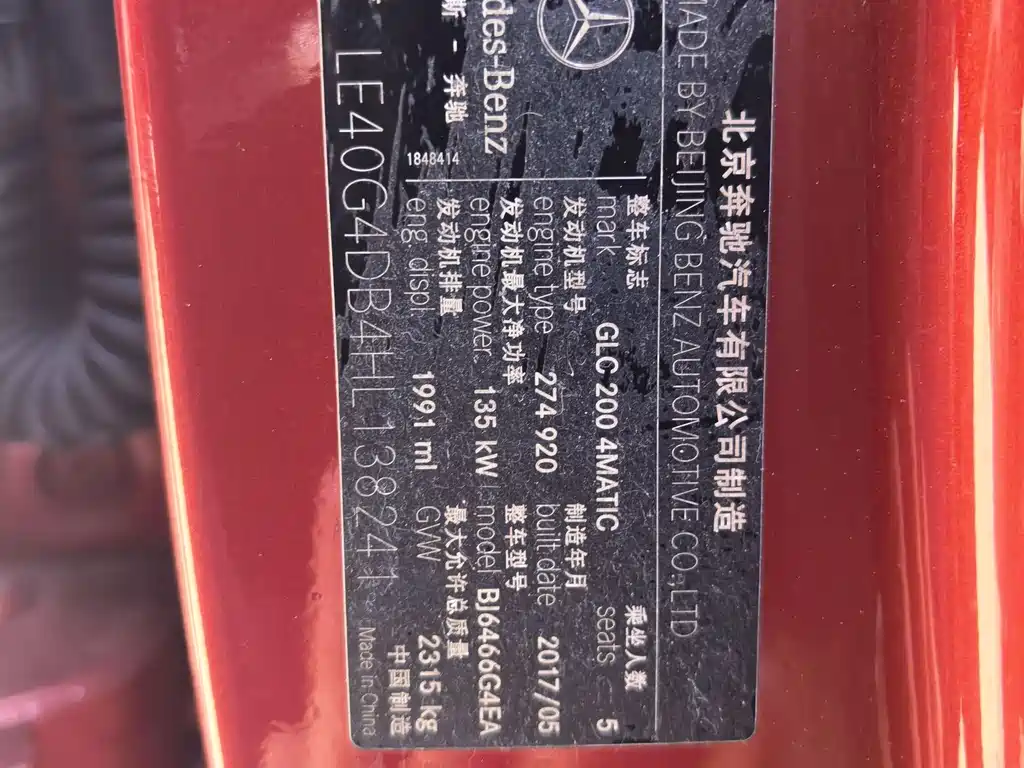 北京奔驰汽车有限公司制造
MADE BY BEIJING BENZ AUTOMOTIVE CO.,LTD
整车标志 乘坐人数
mark GLC 200 4MATIC seats 5
发动机型号 制造年月
engine type 274 920 built date 2017/05
des-Benz
发动机最大净功率 整车型号
engine power. 135 kW model BJ6466G4EA
斯 - 奔驰
发动机排量 最大允许总质量
1848414
eng displ 1991 ml GVW 2315 kg
中国制造
LE40G4DB4HL138241 Made in China